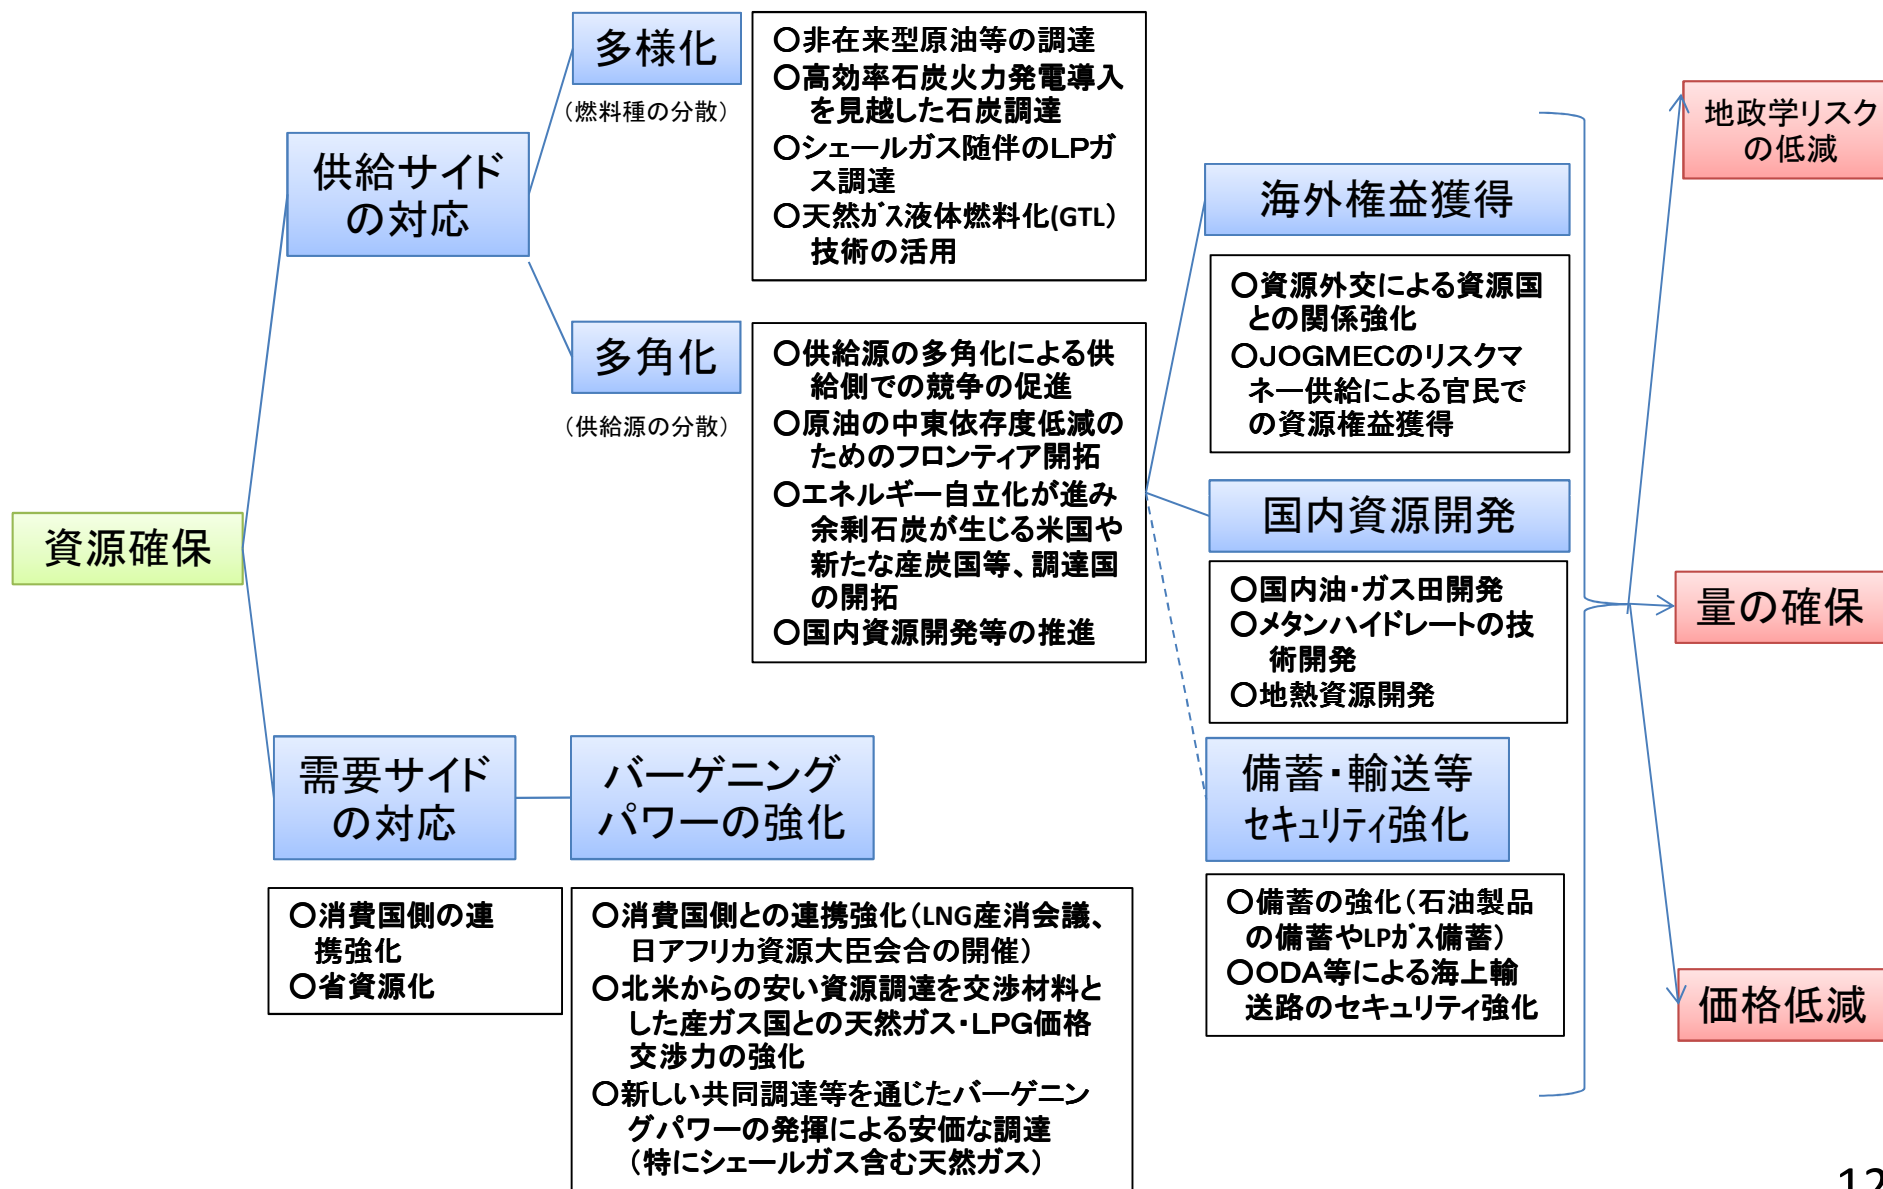 多様化
(燃料種の分散)
○非在来型原油等の調達
○高効率石炭火力発電導入
を見越した石炭調達
○シェールガス随伴のLPガ
ス調達
○天然ガス液体燃料化(GTL)
技術の活用
供給サイド
の対応
多角化
(供給源の分散)
○供給源の多角化による供
給側での競争の促進
○原油の中東依存度低減の
ためのフロンティア開拓
○エネルギー自立化が進み
余剰石炭が生じる米国や
新たな産炭国等、調達国
の開拓
○国内資源開発等の推進
資源確保
需要サイド
の対応
○消費国側の連
携強化
○省資源化
バーゲニング
パワーの強化
○消費国側との連携強化(LNG産消会議、
日アフリカ資源大臣会合の開催)
○北米からの安い資源調達を交渉材料と
した産ガス国との天然ガス・LPG価格
交渉力の強化
○新しい共同調達等を通じたバーゲニン
グパワーの発揮による安価な調達
(特にシェールガス含む天然ガス)
海外権益獲得
○資源外交による資源国
との関係強化
○JOGMECのリスクマ
ネー供給による官民で
の資源権益獲得
国内資源開発
○国内油・ガス田開発
○メタンハイドレートの技
術開発
○地熱資源開発
備蓄・輸送等
セキュリティ強化
○備蓄の強化(石油製品
の備蓄やLPガス備蓄)
○ODA等による海上輸
送路のセキュリティ強化
地政学リスク
の低減
量の確保
価格低減
12